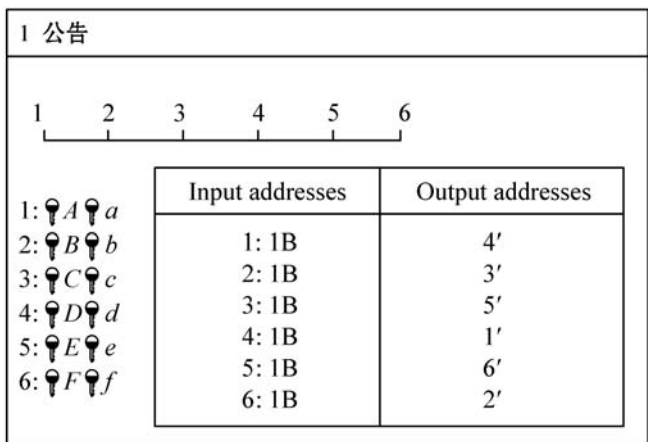 1 公告
1 2 3 4 5 6
Input addresses Output addresses
1: A a
2: B b
3: C c
4: D d
5: E e
6: F f
1: 1B 4′
2: 1B 3′
3: 1B 5′
4: 1B 1′
5: 1B 6′
6: 1B 2′